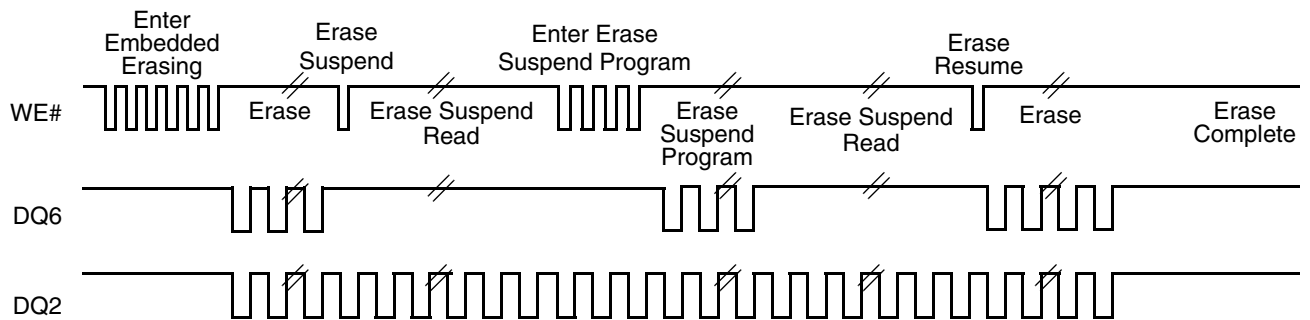 Enter
Embedded
Erasing
Erase
Suspend
Enter Erase
Suspend Program
Erase
Resume
WE#
Erase
Erase Suspend
Read
Erase
Suspend
Program
Erase Suspend
Read
Erase
Erase
Complete
DQ6
DQ2